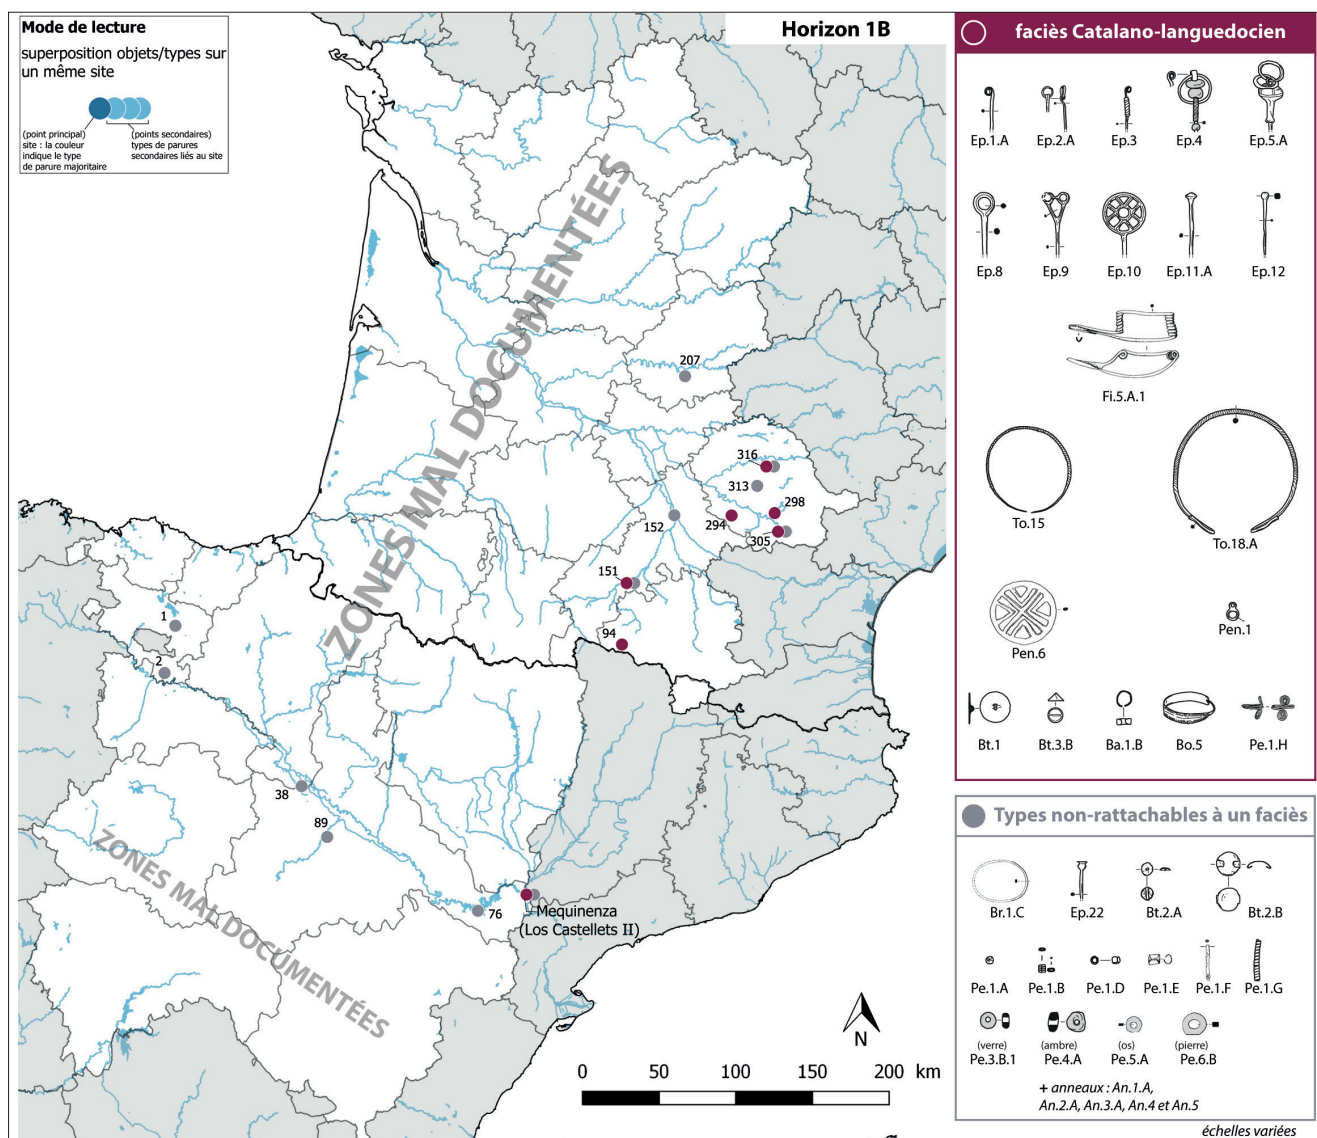 Mode de lecture
superposition objets/types sur
un même site
(point principal)
site : la couleur
indique le type
de parure majoritaire
(points secondaires)
types de parures
secondaires liés au site
Horizon 1B
ZONES MAL DOCUMENTÉES
ZONES MAL DOCUMENTÉES
207
316
313
298
294
152
305
151
94
1
2
38
89
76
Mequinenza
(Los Castellets II)
N
0 50 100 150 200 km
faciès Catalano-languedocien
Ep.1.A Ep.2.A Ep.3 Ep.4 Ep.5.A
Ep.8 Ep.9 Ep.10 Ep.11.A Ep.12
Fi.5.A.1
To.15
To.18.A
Pen.6
Pen.1
Bt.1 Bt.3.B Ba.1.B Bo.5 Pe.1.H
Types non-rattachables à un faciès
Br.1.C Ep.22 Bt.2.A Bt.2.B
Pe.1.A Pe.1.B Pe.1.D Pe.1.E Pe.1.F Pe.1.G
(verre) (ambre) (os) (pierre)
Pe.3.B.1 Pe.4.A Pe.5.A Pe.6.B
+ anneaux : An.1.A,
An.2.A, An.3.A, An.4 et An.5
échelles variées